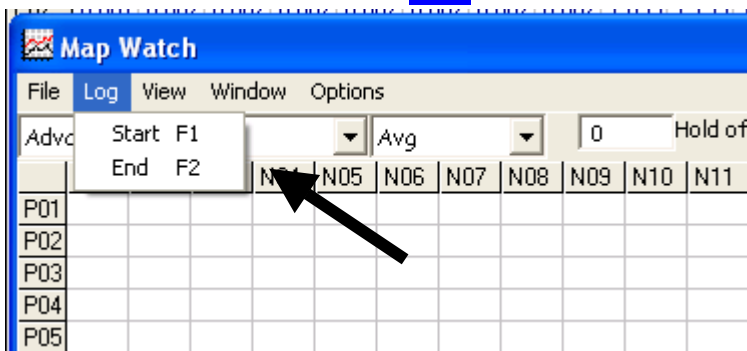 Map Watch
File Log View Window Options
Advc Avg 0 Hold of
Start F1
End F2
N05 N06 N07 N08 N09 N10 N11
P01
P02
P03
P04
P05